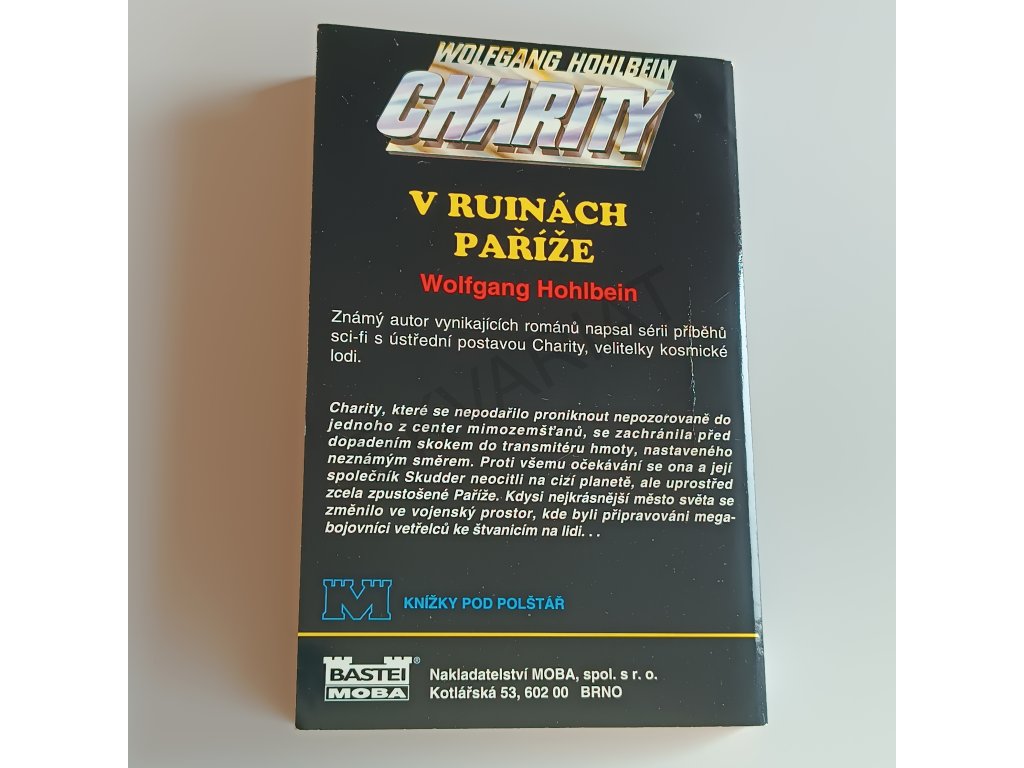 WOLFGANG HOHLBEIN
CHARITY
V RUINÁCH
PAŘÍŽE
Wolfgang Hohlbein
Známý autor vynikajících románů napsal sérii příběhů
sci-fi s ústřední postavou Charity, velitelky kosmické
lodi.
Charity, které se nepodařilo proniknout nepozorovaně do
jednoho z center mimozemšťanů, se zachránila před
dopadením skokem do transmitéru hmoty, nastaveného
neznámým směrem. Proti všemu očekávání se ona a její
společník Skudder neocitli na cizí planetě, ale uprostřed
zcela zpustošené Paříže. Kdysi nejkrásnější město světa se
změnilo ve vojenský prostor, kde byli připravováni mega-
bojovníci vetřelců ke štvanicím na lidi...
M KNÍŽKY POD POLŠTÁŘ
BASTEI®
MOBA
Nakladatelství MOBA, spol. s r. o.
Kotlářská 53, 602 00 BRNO